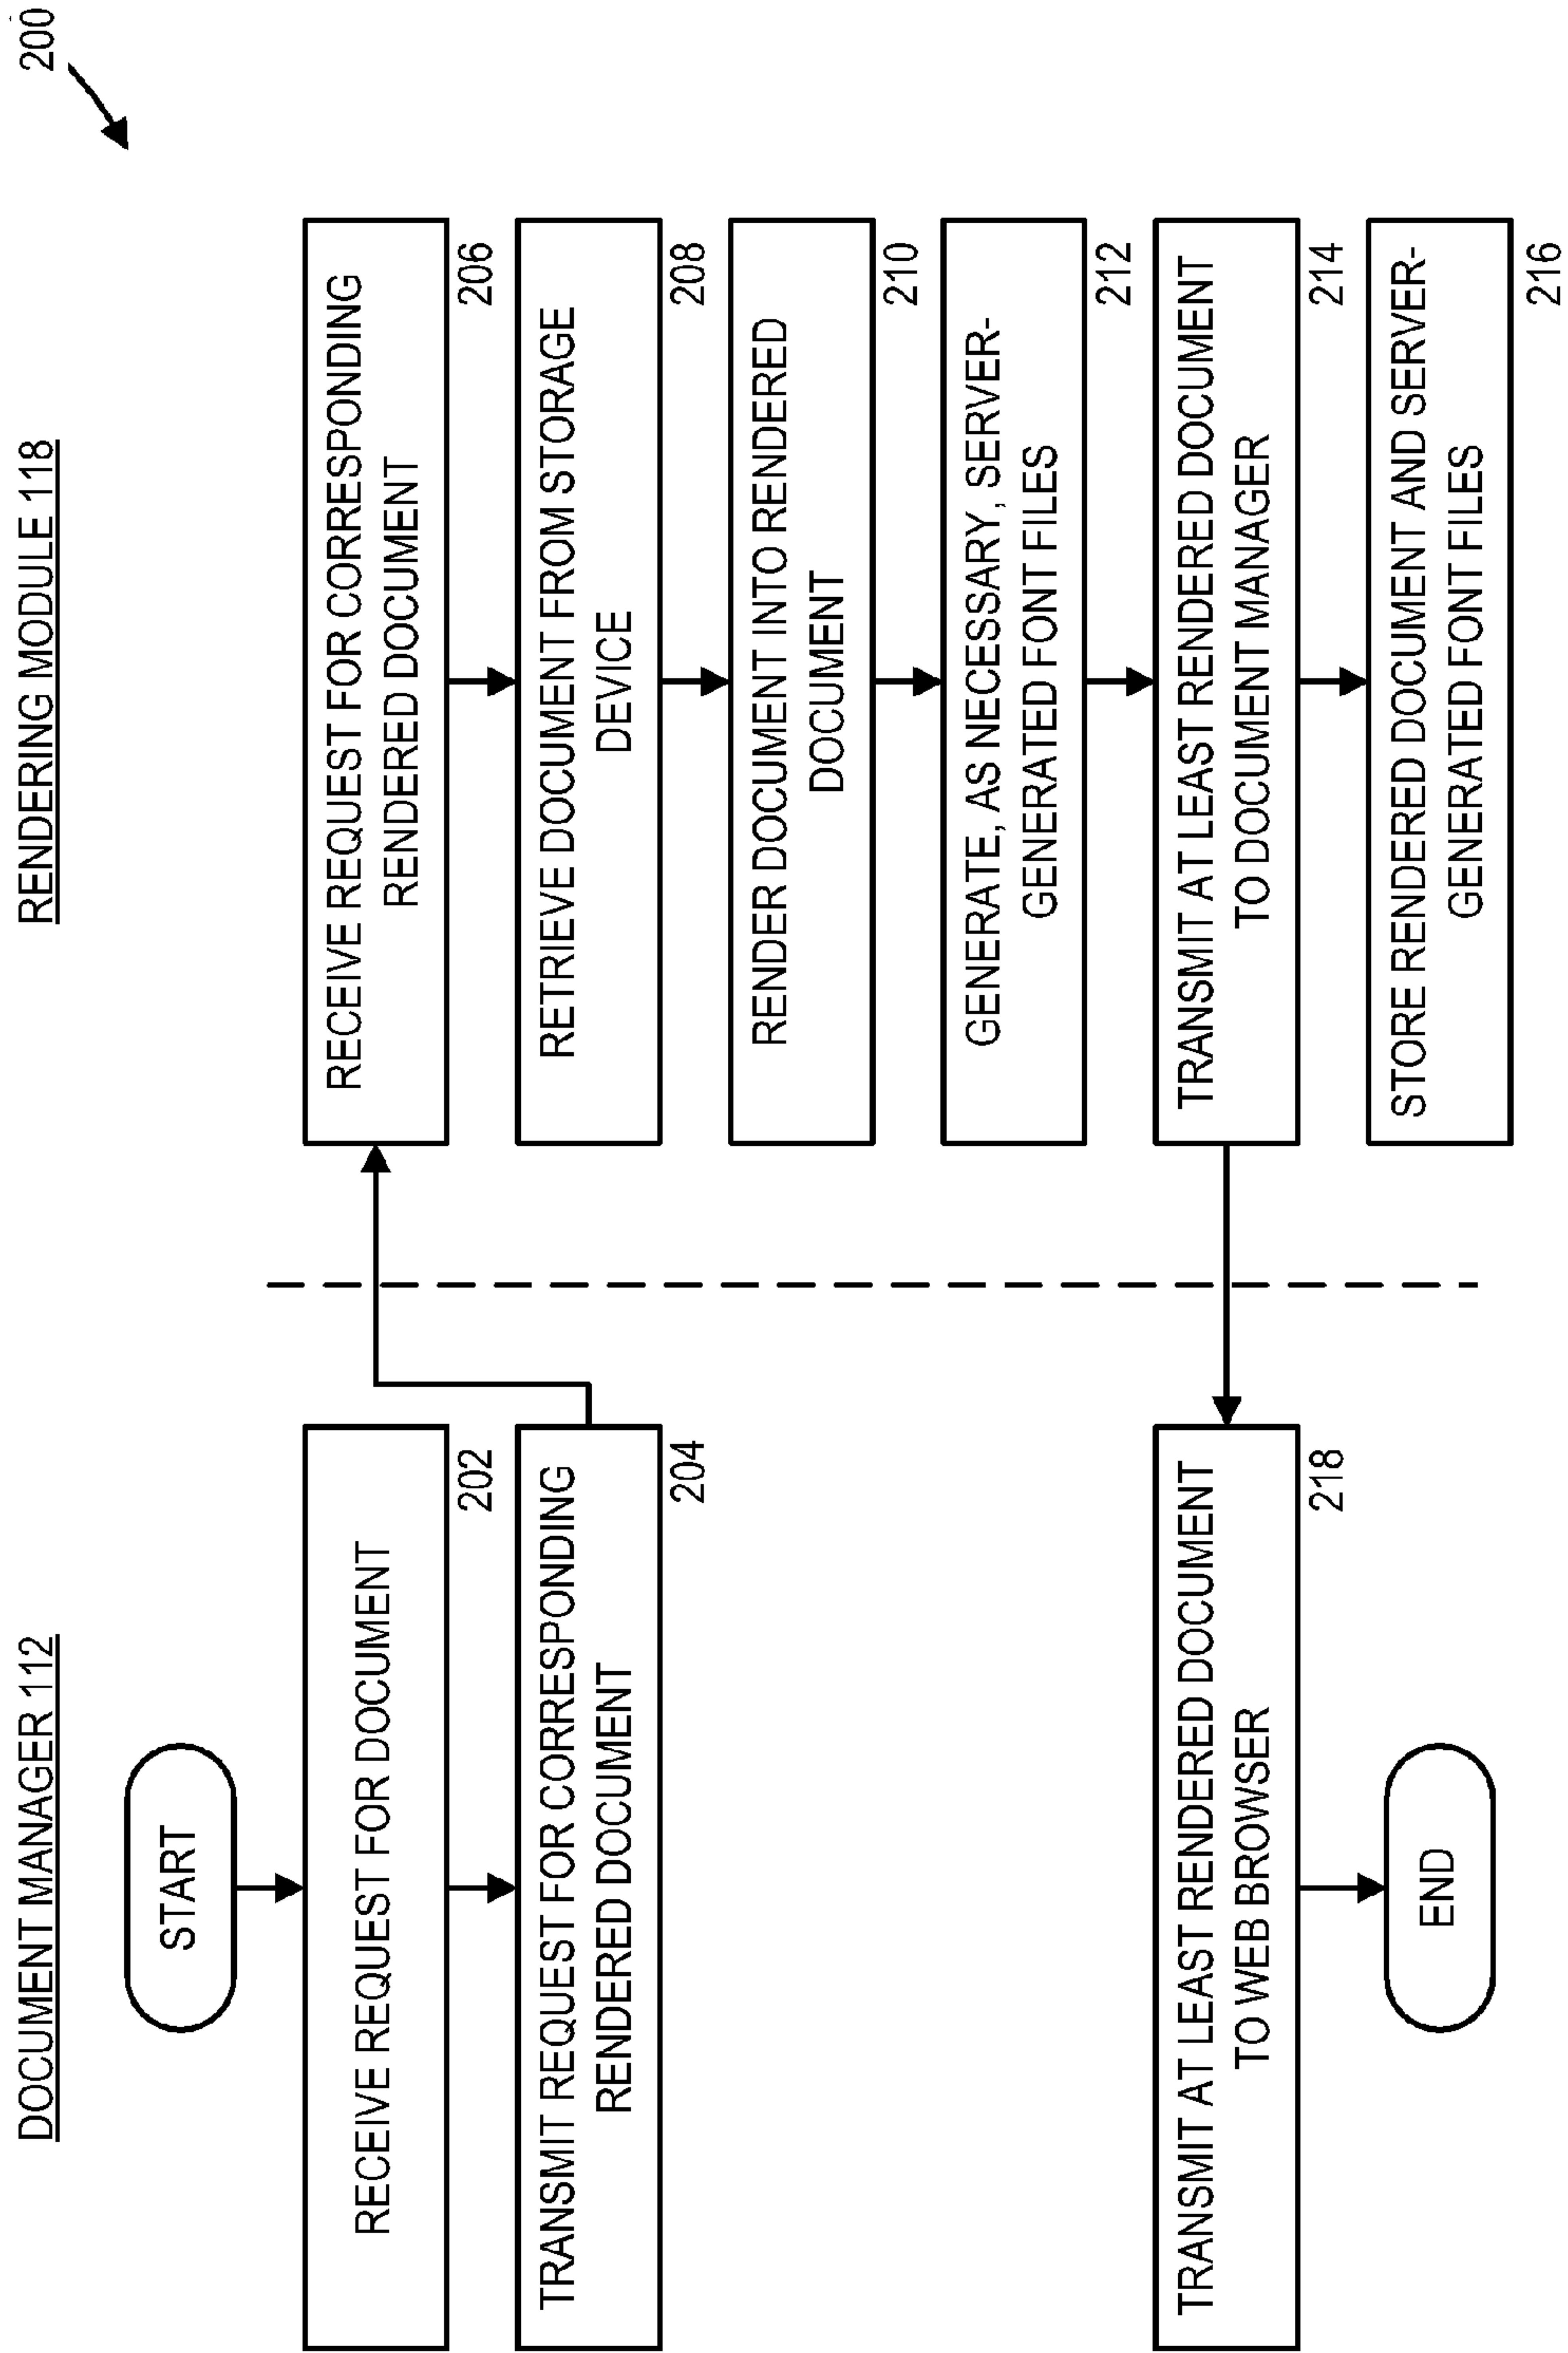 200
DOCUMENT MANAGER 112
START
RECEIVE REQUEST FOR DOCUMENT
202
TRANSMIT REQUEST FOR CORRESPONDING
RENDERED DOCUMENT
204
TRANSMIT AT LEAST RENDERED DOCUMENT
TO WEB BROWSER
218
END
RENDERING MODULE 118
RECEIVE REQUEST FOR CORRESPONDING
RENDERED DOCUMENT
206
RETRIEVE DOCUMENT FROM STORAGE
DEVICE
208
RENDER DOCUMENT INTO RENDERED
DOCUMENT
210
GENERATE, AS NECESSARY, SERVER-
GENERATED FONT FILES
212
TRANSMIT AT LEAST RENDERED DOCUMENT
TO DOCUMENT MANAGER
214
STORE RENDERED DOCUMENT AND SERVER-
GENERATED FONT FILES
216